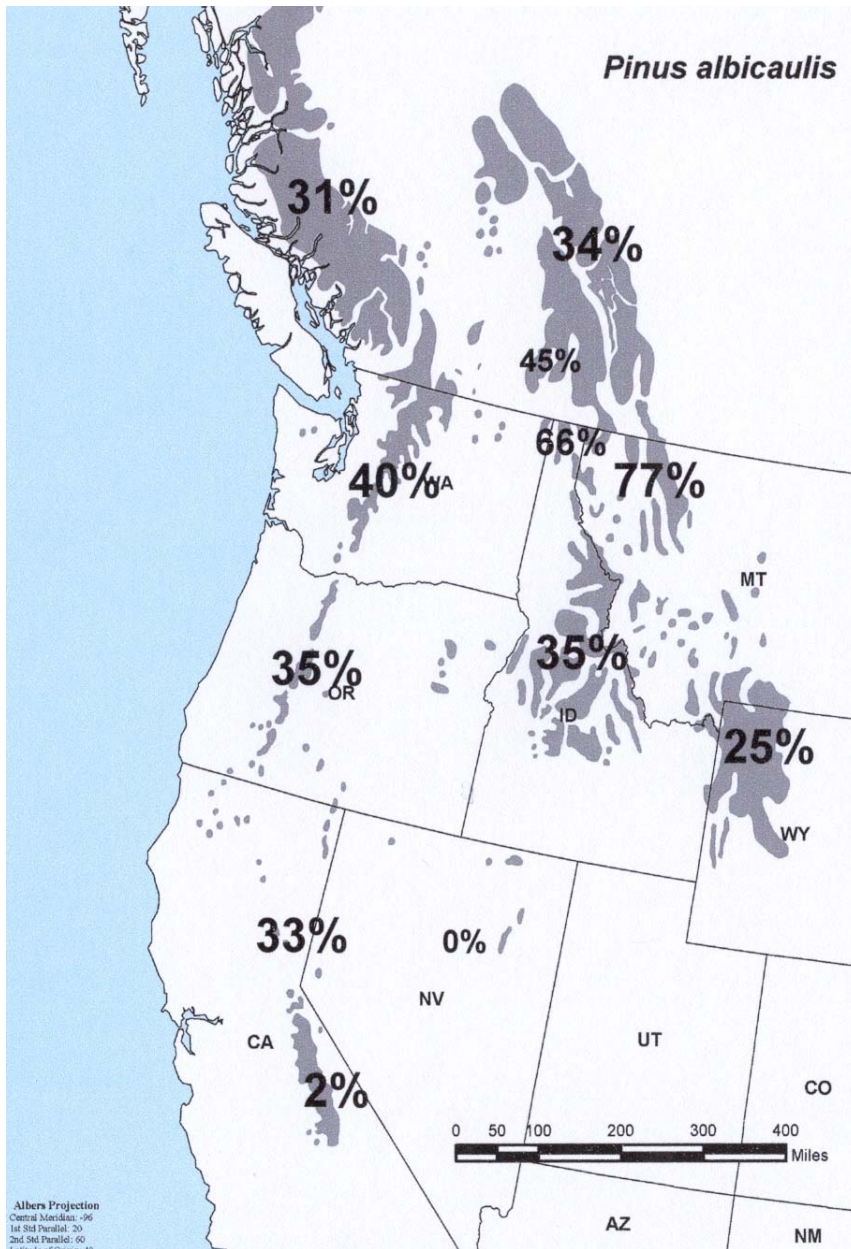 Pinus albicaulis
31%
34%
45%
66%
40%
WA
77%
MT
35%
OR
35%
ID
25%
WY
33%
0%
NV
CA
UT
2%
CO
0 50 100 200 300 400
Miles
Albers Projection
Central Meridian: -96
1st Std Parallel: 20
2nd Std Parallel: 60
AZ
NM